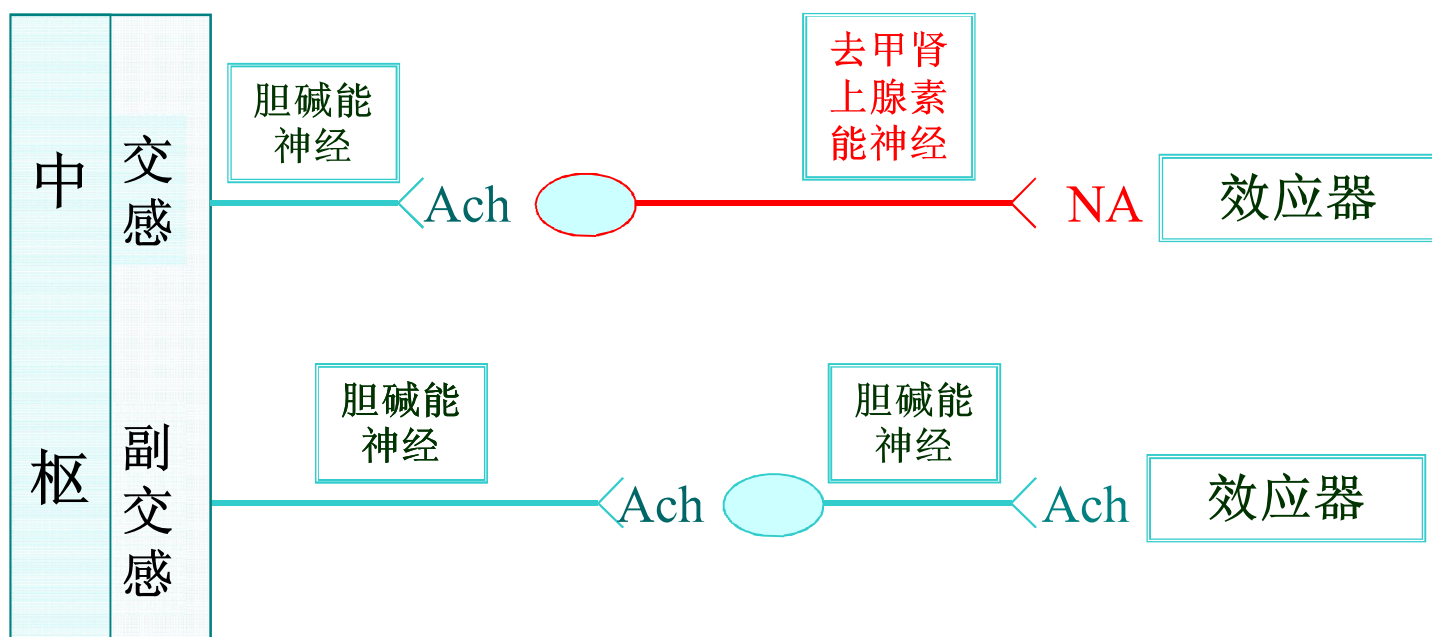 中
枢
交
感
胆碱能
神经
Ach
去甲肾
上腺素
能神经
NA
效应器
副
交
感
胆碱能
神经
Ach
胆碱能
神经
Ach
效应器